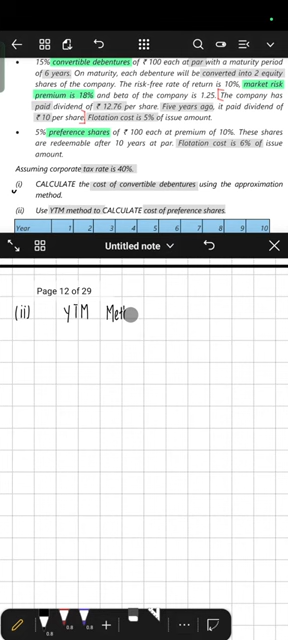 15% convertible debentures of ₹ 100 each at par with a maturity period
of 6 years. On maturity, each debenture will be converted into 2 equity
shares of the company. The risk-free rate of return is 10%, market risk
premium is 18% and beta of the company is 1.25. The company has
paid dividend of ₹ 12.76 per share. Five years ago, it paid dividend of
₹ 10 per share. Flotation cost is 5% of issue amount.
5% preference shares of ₹ 100 each at premium of 10%. These shares
are redeemable after 10 years at par. Flotation cost is 6% of issue
amount.
Assuming corporate tax rate is 40%.
(i) CALCULATE the cost of convertible debentures using the approximation
method.
(ii) Use YTM method to CALCULATE cost of preference shares.
Year 1 2 3 4 5 6 7 8 9 10
Untitled note
Page 12 of 29
(ii) YTM Meth
0.8 0.8 0.8